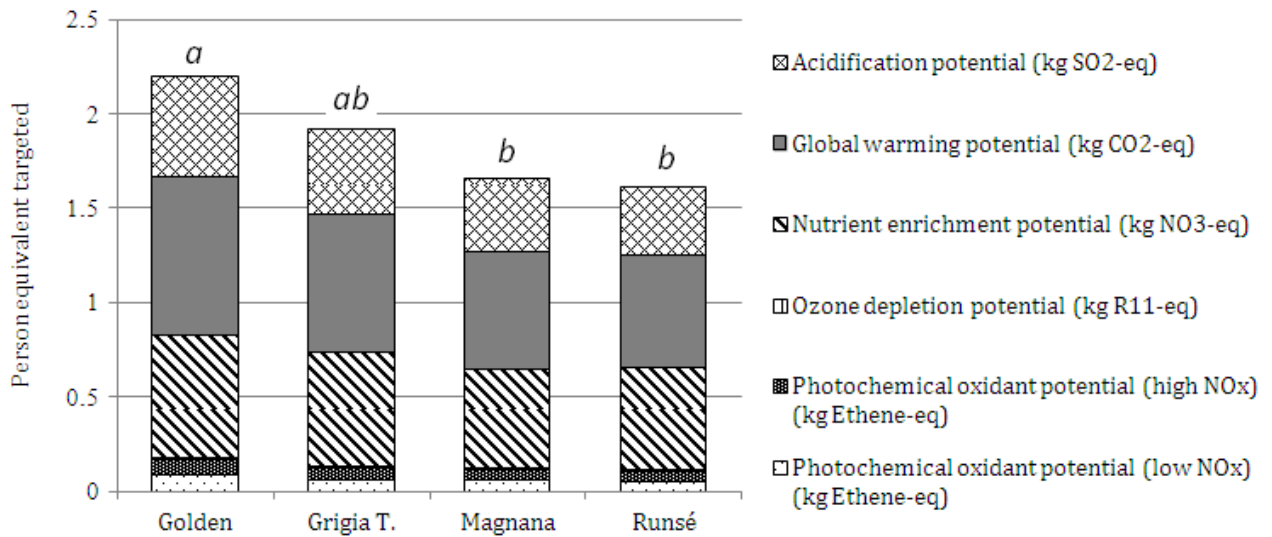 Person equivalent targeted
2.5
2
1.5
1
0.5
0
a
ab
b
b
Golden
Grigia T.
Magnana
Runsé
Acidification potential (kg SO2-eq)
Global warming potential (kg CO2-eq)
Nutrient enrichment potential (kg NO3-eq)
Ozone depletion potential (kg R11-eq)
Photochemical oxidant potential (high NOx)
(kg Ethene-eq)
Photochemical oxidant potential (low NOx)
(kg Ethene-eq)